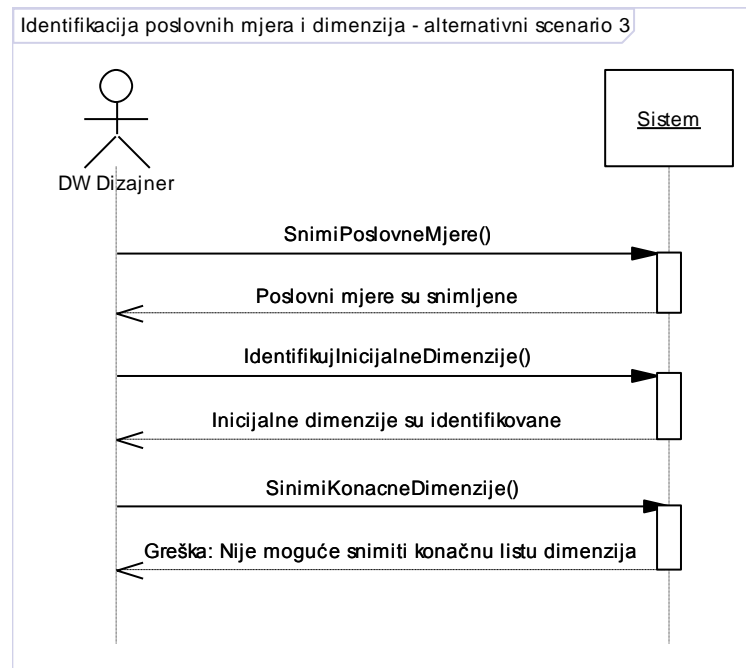 Identifikacija poslovnih mjera i dimenzija - alternativni scenario 3
Sistem
DW Dizajner
SnimiPoslovneMjere()
Poslovni mjere su snimljene
IdentifikujInicijalneDimenzije()
Inicijalne dimenzije su identifikovane
SinimiKonacneDimenzije()
Greška: Nije moguće snimiti konačnu listu dimenzija